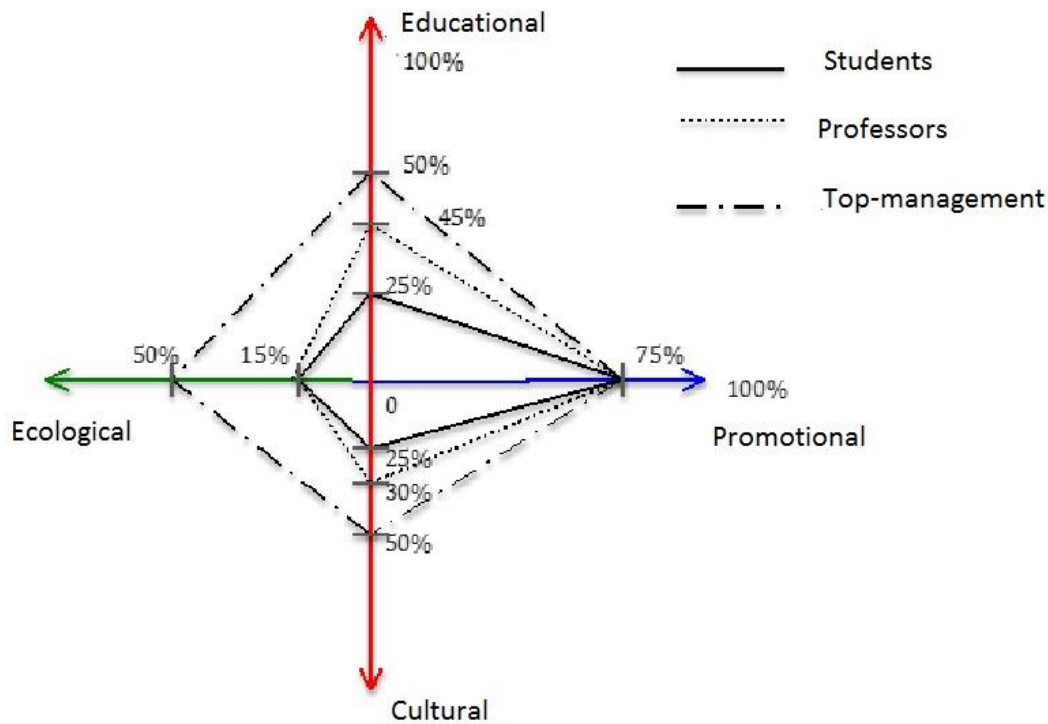 Educational
100%
Students
Professors
50%
Top-management
45%
25%
50%
15%
75%
0
100%
Ecological
Promotional
25%
30%
50%
Cultural